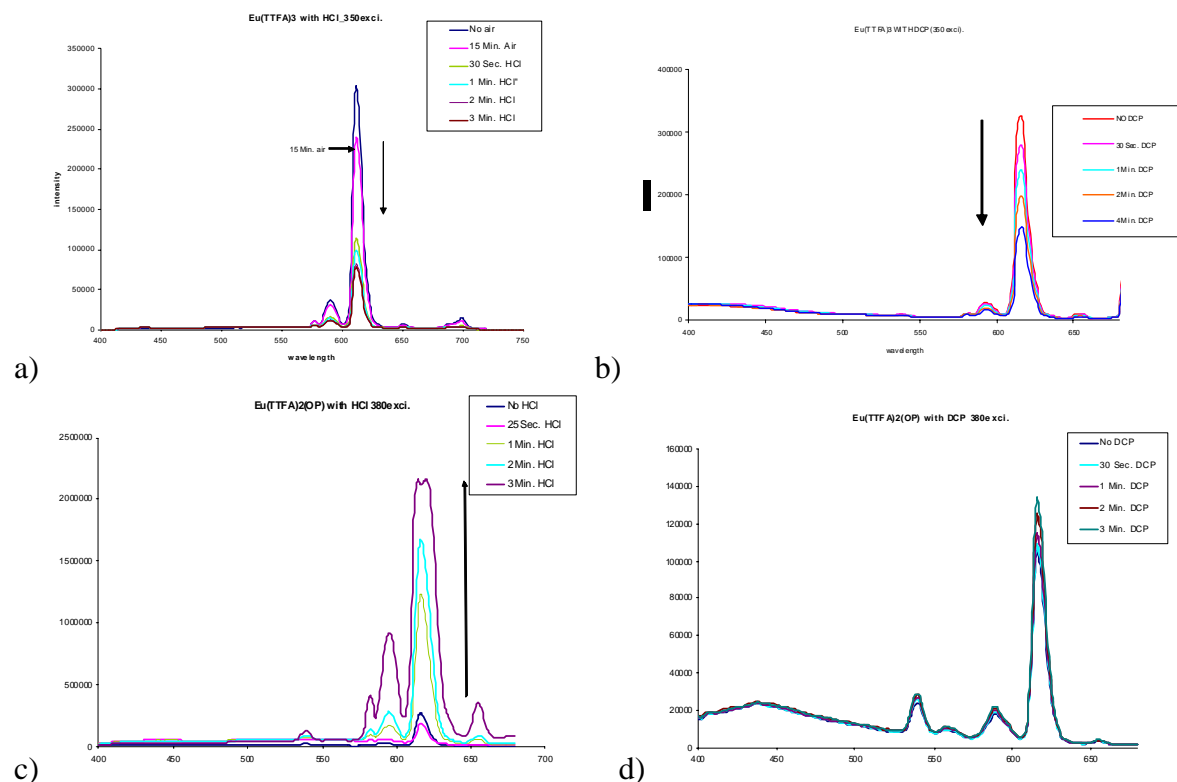 Eu(TTFA)3 with HCl_350exci.
350000
300000
250000
200000
150000
100000
50000
0
intensity
400
450
500
550
600
650
700
750
wavelength
15 Min. air
No air
15 Min. Air
30 Sec. HCl
1 Min. HCl"
2 Min. HCl
3 Min. HCl
a)
Eu(TTFA)3 WITH DCP(350exci).
400000
300000
200000
100000
0
400
450
500
550
600
650
wavelength
NO DCP
30 Sec. DCP
1 Min. DCP
2 Min. DCP
4 Min. DCP
b)
Eu(TTFA)2(OP) with HCl 380exci.
2500000
2000000
1500000
1000000
500000
0
400
450
500
550
600
650
700
No HCl
25 Sec. HCl
1 Min. HCl
2 Min. HCl
3 Min. HCl
c)
Eu(TTFA)2(OP) with DCP 380exci.
160000
140000
120000
100000
80000
60000
40000
20000
0
400
450
500
550
600
650
No DCP
30 Sec. DCP
1 Min. DCP
2 Min. DCP
3 Min. DCP
d)